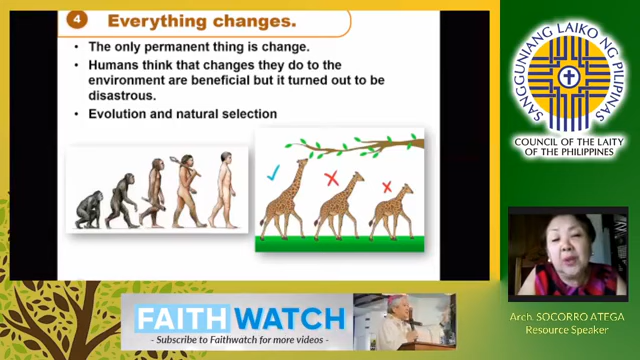 4 Everything changes.
• The only permanent thing is change.
• Humans think that changes they do to the
environment are beneficial but it turned out to be
disastrous.
• Evolution and natural selection
SANGGUNIANG LAIKO NG PILIPINAS
COUNCIL OF THE LAITY
OF THE PHILIPPINES
FAITH WATCH
- Subscribe to Faithwatch for more videos -
Arch. SOCORRO ATEGA
Resource Speaker